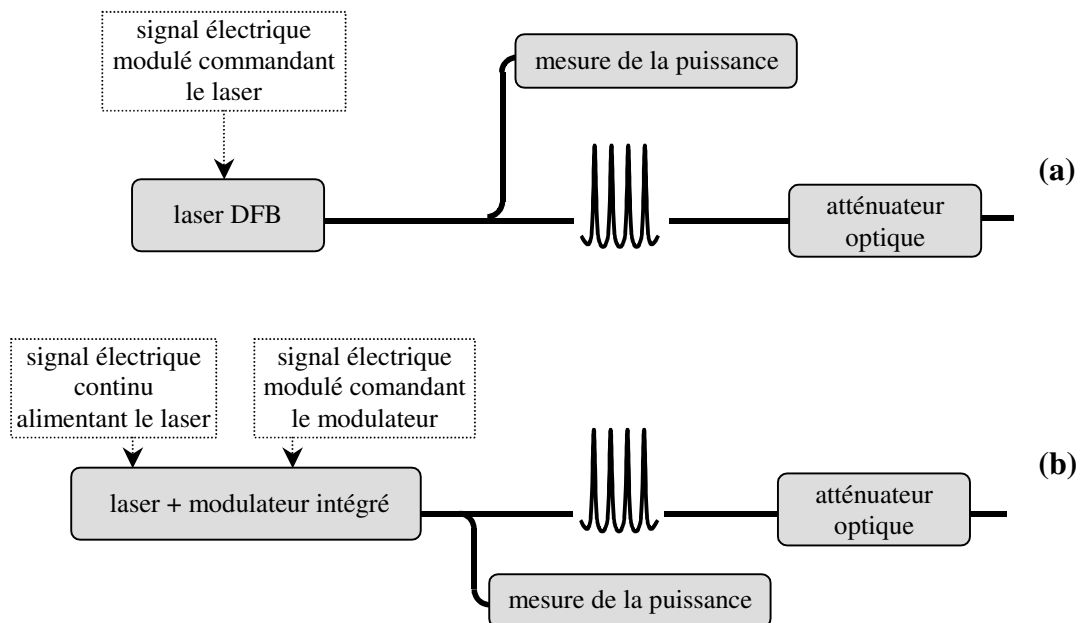 signal électrique
modulé commandant
le laser
mesure de la puissance
(a)
laser DFB
atténuateur
optique
signal électrique
continu
alimentant le laser
signal électrique
modulé comandant
le modulateur
(b)
laser + modulateur intégré
atténuateur
optique
mesure de la puissance